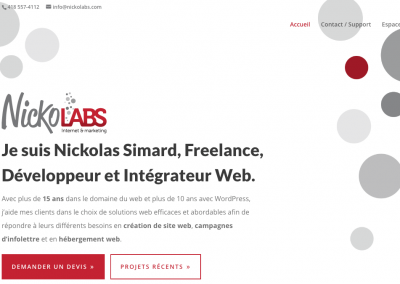 418 557-4112 info@nickolabs.com
Accueil Contact / Support Espace
NickoLABS
internet & marketing
Je suis Nickolas Simard, Freelance,
Développeur et Intégrateur Web.
Avec plus de 15 ans dans le domaine du web et plus de 10 ans avec WordPress,
j'aide mes clients dans le choix de solutions web efficaces et abordables afin de
répondre à leurs différents besoins en création de site web, campagnes
d'infolettre et en hébergement web.
DEMANDER UN DEVIS » PROJETS RÉCENTS »